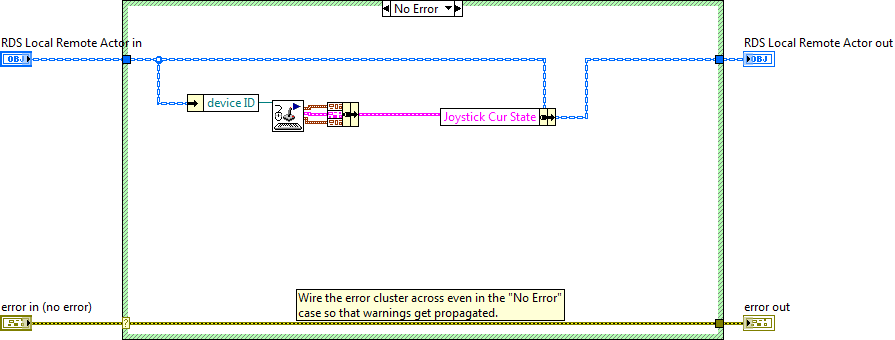 No Error
RDS Local Remote Actor in
RDS Local Remote Actor out
OBJ
OBJ
device ID
Joystick Cur State
Wire the error cluster across even in the "No Error"
case so that warnings get propagated.
error in (no error)
error out
?